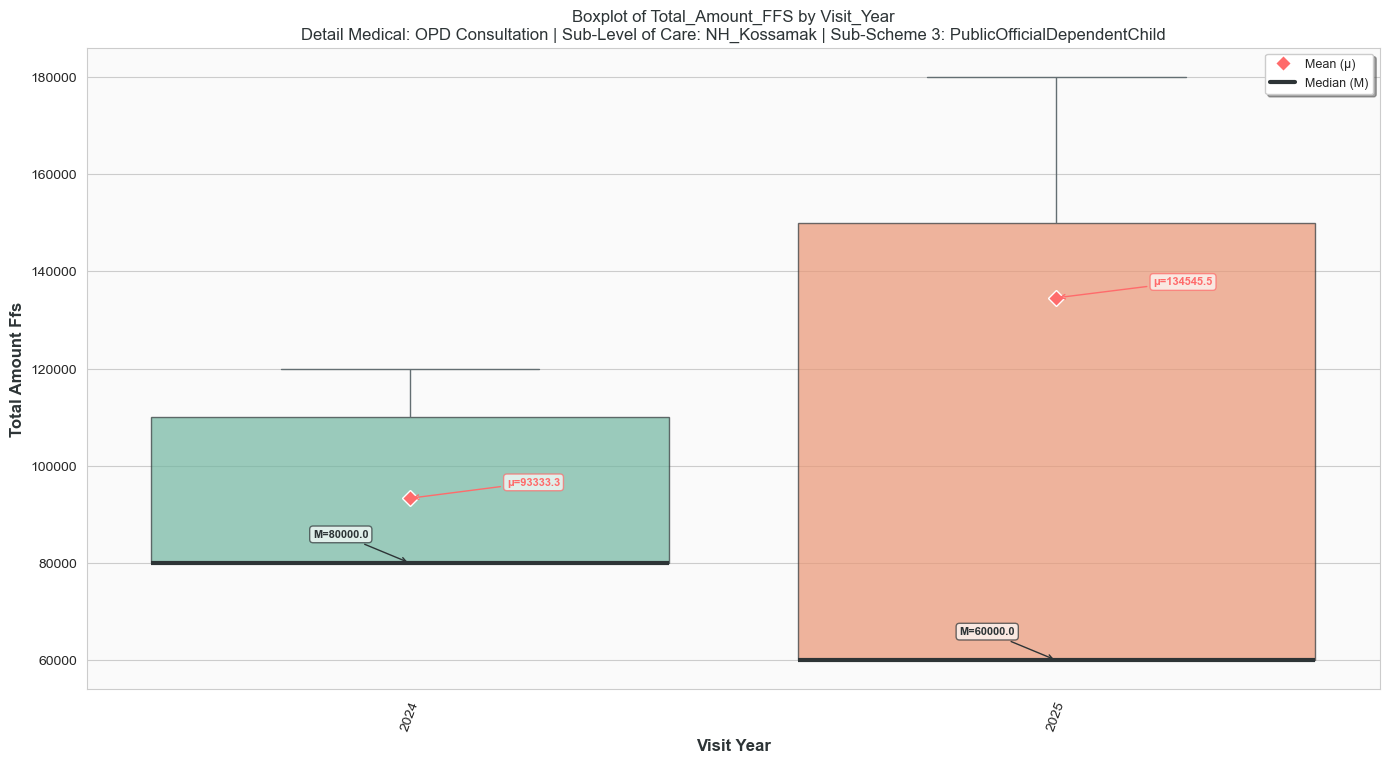 Boxplot of Total_Amount_FFS by Visit_Year
Detail Medical: OPD Consultation | Sub-Level of Care: NH_Kossamak | Sub-Scheme 3: PublicOfficialDependentChild
Mean (μ)
Median (M)
Total Amount Ffs
180000
160000
140000
120000
100000
80000
60000
μ=93333.3
M=80000.0
μ=134545.5
M=60000.0
2024
2025
Visit Year